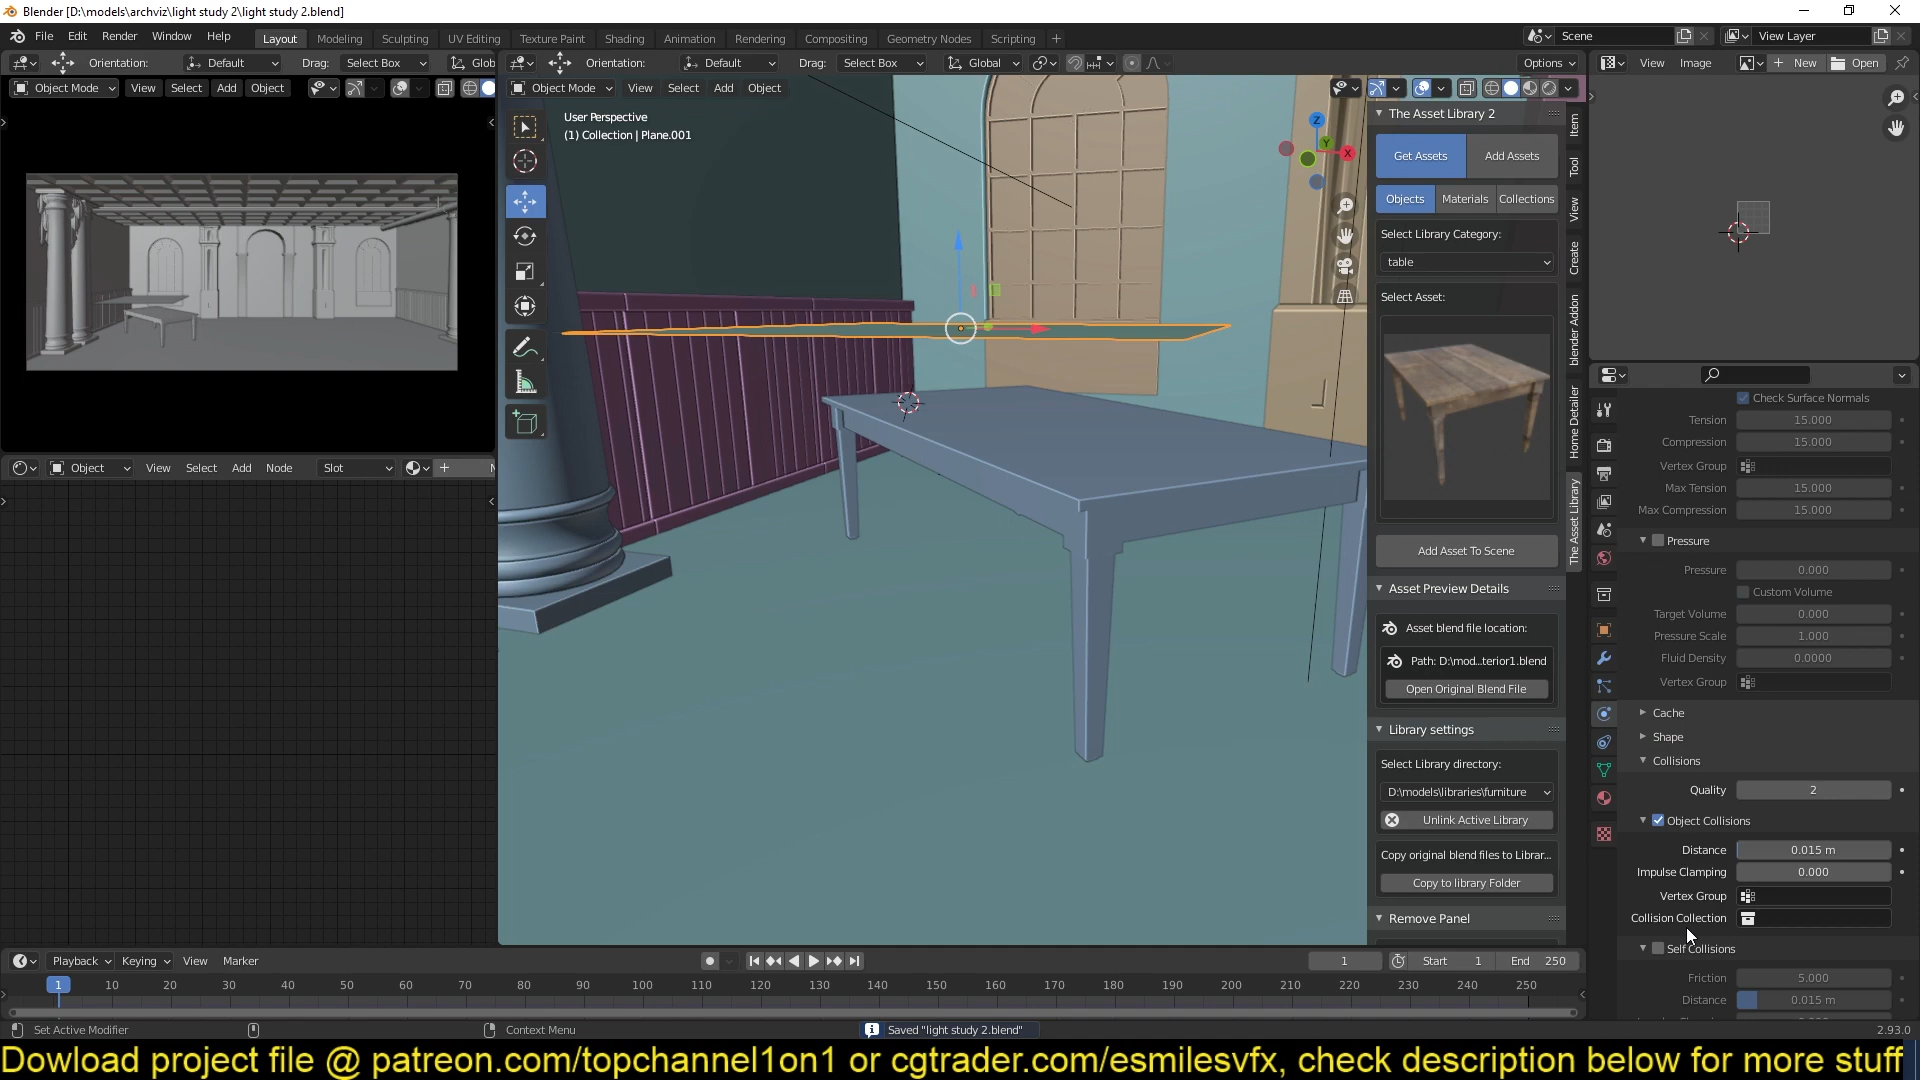 Blender [D:\models\archviz\light study 2\light study 2.blend]
File Edit Render Window Help
Layout Modeling Sculpting UV Editing Texture Paint Shading Animation Rendering Compositing Geometry Nodes Scripting
Scene
View Layer
Orientation: Default Drag: Select Box Glob
Orientation: Default Drag: Select Box Global Options
View Image New Open
Object Mode View Select Add Object
Object Mode View Select Add Object
User Perspective
(1) Collection | Plane.001
Z
Y
X
The Asset Library 2
Get Assets Add Assets
Objects Materials Collections
Select Library Category:
table
Select Asset:
Add Asset To Scene
Asset Preview Details
Asset blend file location:
Path: D:\mod...terior1.blend
Open Original Blend File
Library settings
Select Library directory:
D:\models\libraries\furniture
Unlink Active Library
Copy original blend files to Librar...
Copy to library Folder
Remove Panel
Item
Tool
View
Create
blender Addon
Home Detailer
The Asset Library
Check Surface Normals
Tension 15.000
Compression 15.000
Vertex Group
Max Tension 15.000
Max Compression 15.000
Pressure
Pressure 0.000
Custom Volume
Target Volume 0.000
Pressure Scale 1.000
Fluid Density 0.0000
Vertex Group
Cache
Shape
Collisions
Quality 2
Object Collisions
Distance 0.015 m
Impulse Clamping 0.000
Vertex Group
Collision Collection
Self Collisions
Friction 5.000
Distance 0.015 m
Object View Select Add Node Slot
Playback Keying View Marker
1 Start 1 End 250
1 10 20 30 40 50 60 70 80 90 100 110 120 130 140 150 160 170 180 190 200 210 220 230 240 250
Set Active Modifier Context Menu Saved "light study 2.blend" 2.93.0
Dowload project file @ patreon.com/topchannel1on1 or cgtrader.com/esmilesvfx, check description below for more stuff